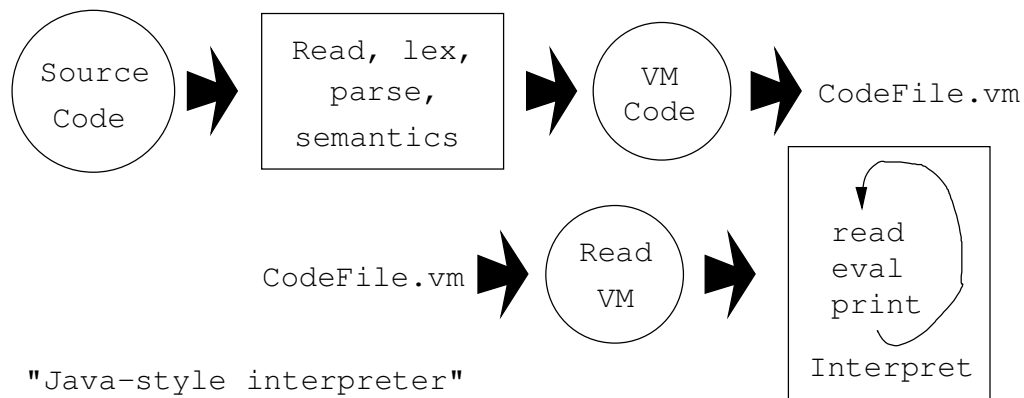 Source
Code
Read, lex,
parse,
semantics
VM
Code
CodeFile.vm
CodeFile.vm
Read
VM
read
eval
print
Interpret
"Java-style interpreter"